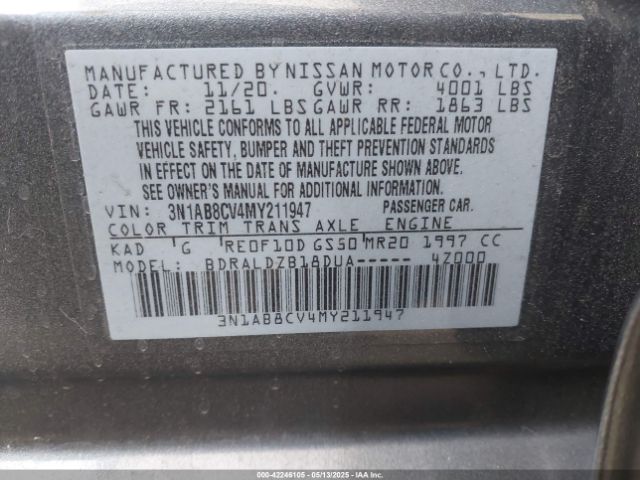 MANUFACTURED BY NISSAN MOTOR CO., LTD.
DATE: 11/20. GVWR: 4001 LBS
GAWR FR: 2161 LBS GAWR RR: 1863 LBS
THIS VEHICLE CONFORMS TO ALL APPLICABLE FEDERAL MOTOR
VEHICLE SAFETY, BUMPER AND THEFT PREVENTION STANDARDS
IN EFFECT ON THE DATE OF MANUFACTURE SHOWN ABOVE.
SEE OWNER'S MANUAL FOR ADDITIONAL INFORMATION.
VIN: 3N1AB8CV4MY211947 PASSENGER CAR.
COLOR TRIM TRANS AXLE ENGINE
KAD G RE0F10D GS50 MR20 1997 CC
MODEL: BDRALDZB18DUA----- 4Z000
3N1AB8CV4MY211947
000-42246105 - 05/13/2025 - IAAI.COM